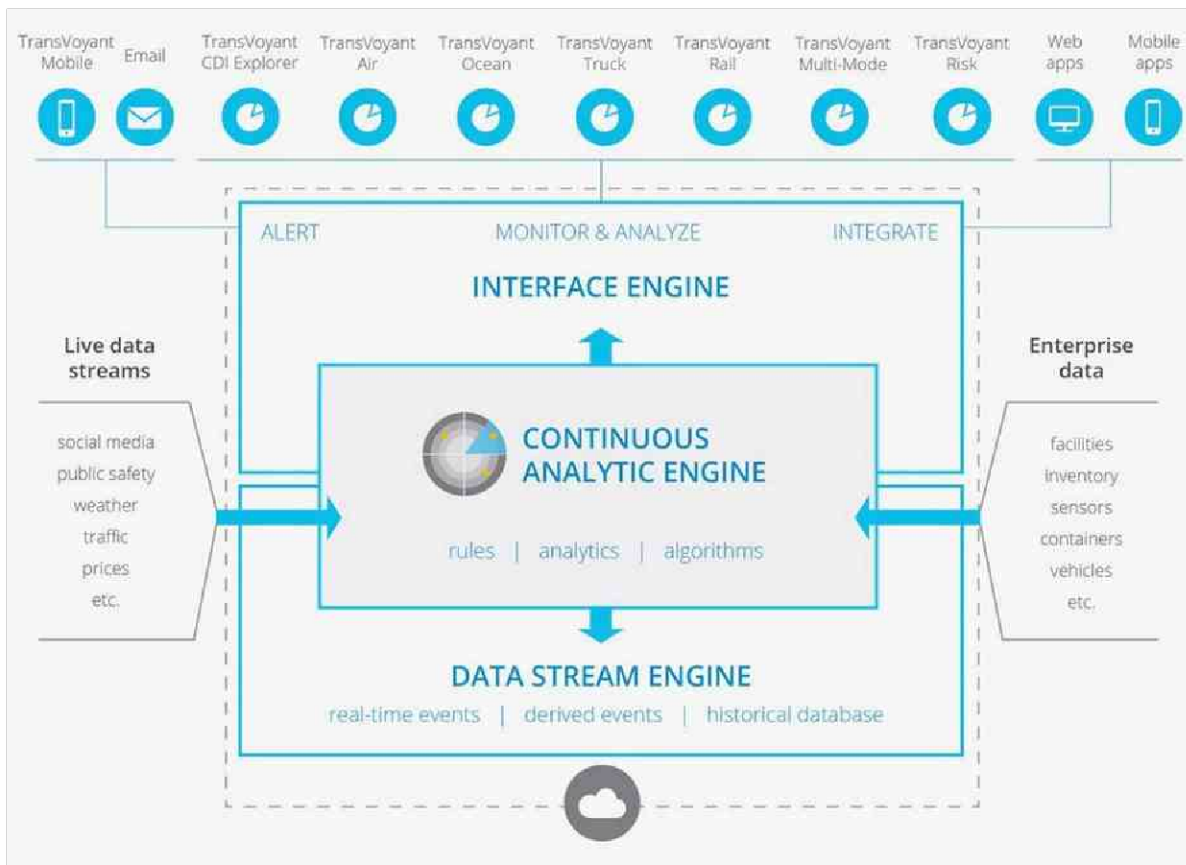 TransVoyant
Mobile
Email
TransVoyant
CDI Explorer
TransVoyant
Air
TransVoyant
Ocean
TransVoyant
Truck
TransVoyant
Rail
TransVoyant
Multi-Mode
TransVoyant
Risk
Web
apps
Mobile
apps
ALERT
MONITOR & ANALYZE
INTEGRATE
INTERFACE ENGINE
Live data
streams
social media
public safety
weather
traffic
prices
etc.
CONTINUOUS
ANALYTIC ENGINE
rules | analytics | algorithms
Enterprise
data
facilities
inventory
sensors
containers
vehicles
etc.
DATA STREAM ENGINE
real-time events | derived events | historical database